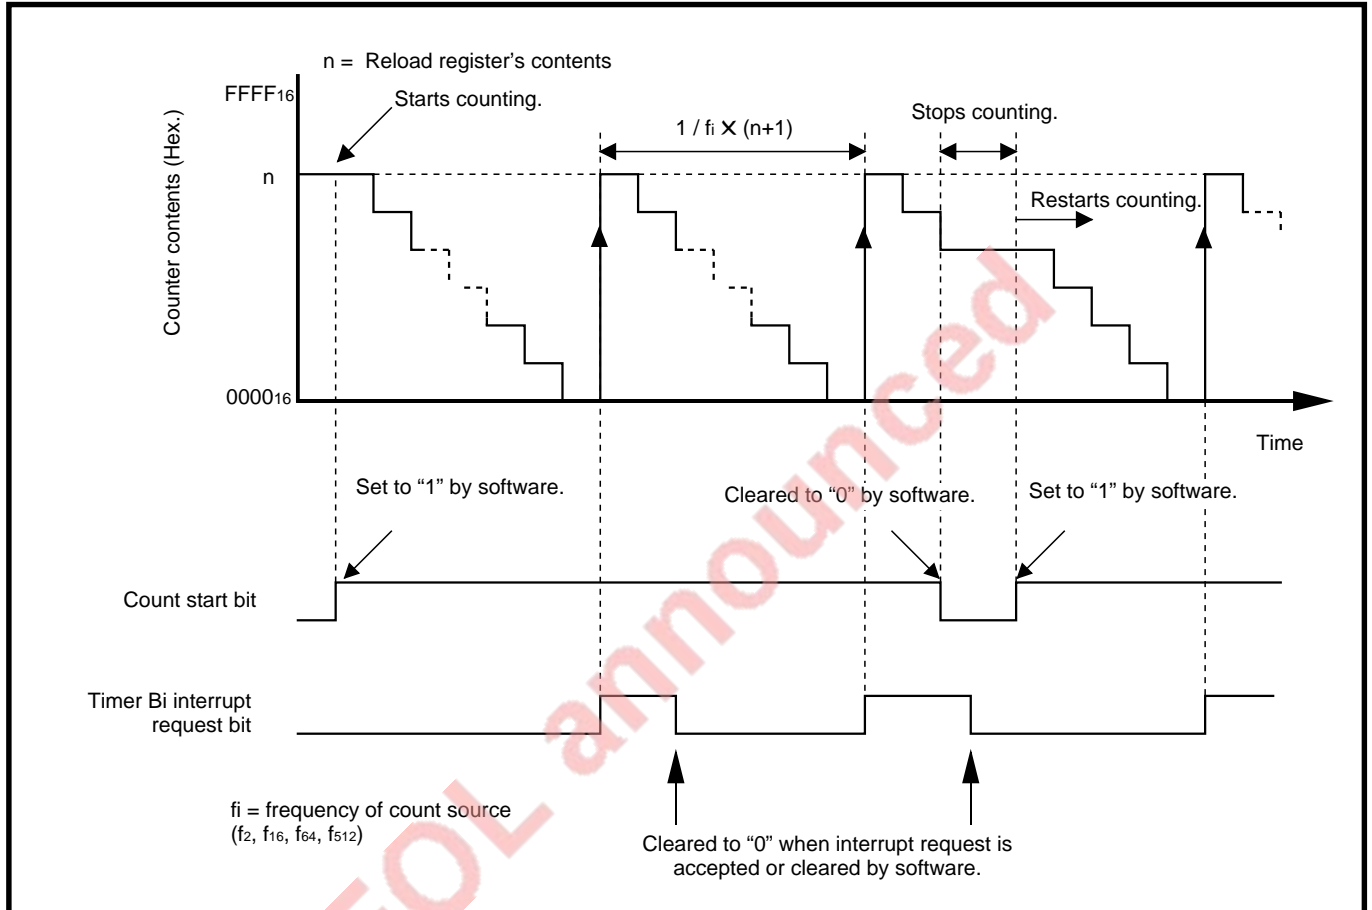 n = Reload register’s contents
FFFF16
Starts counting.
1 / fi × (n+1)
Stops counting.
n
Restarts counting.
Counter contents (Hex.)
000016
Time
Set to “1” by software.
Cleared to “0” by software.
Set to “1” by software.
Count start bit
Timer Bi interrupt
request bit
fi = frequency of count source
(f2, f16, f64, f512)
Cleared to “0” when interrupt request is
accepted or cleared by software.
EOL announced